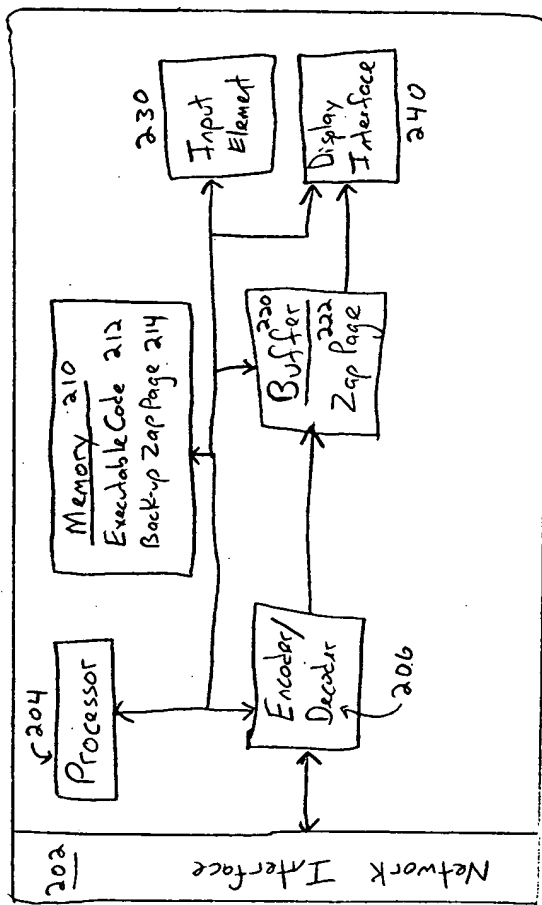 202
Network Interface
204
Processor
Encoder/
Decoder
206
Memory 210
Executable Code 212
Back-up Zap Page 214
220
Buffer
222
Zap Page
230
Input
Element
Display
Interface
240